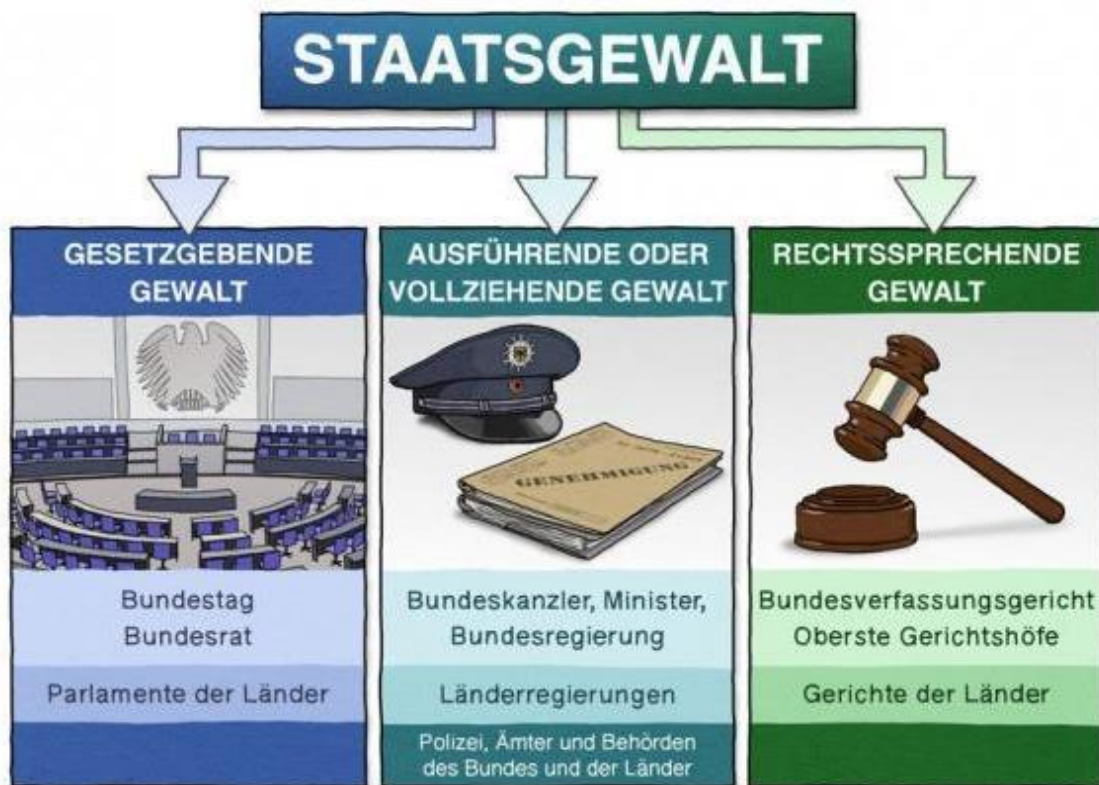 STAATSGEWALT
GESETZGEBENDE
GEWALT
Bundestag
Bundesrat
Parlamente der Länder
AUSFÜHRENDE ODER
VOLLZIEHENDE GEWALT
GENEHMIGUNG
Bundeskanzler, Minister,
Bundesregierung
Länderregierungen
Polizei, Ämter und Behörden
des Bundes und der Länder
RECHTSSPRECHENDE
GEWALT
Bundesverfassungsgericht
Oberste Gerichtshöfe
Gerichte der Länder